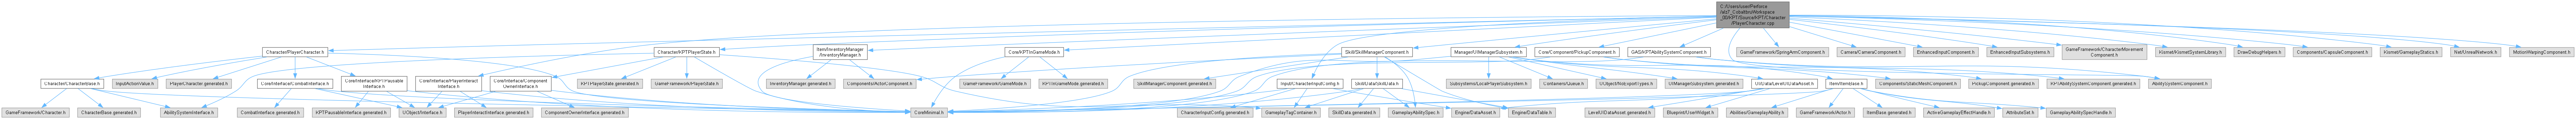 C:/Users/user/Perforce
/PlayerCharacter.cpp
Character/PlayerCharacter.h
Character/KPTPlayerState.h
Item/InventoryManager
/InventoryManager.h
Core/KPTInGameMode.h
Skill/SkillManagerComponent.h
Manager/UIManagerSubsystem.h
Core/Component/PickupComponent.h
GAS/KPTAbilitySystemComponent.h
GameFramework/SpringArmComponent.h
Camera/CameraComponent.h
EnhancedInputComponent.h
EnhancedInputSubsystems.h
GameFramework/CharacterMovement
Component.h
Kismet/KismetSystemLibrary.h
DrawDebugHelpers.h
Components/CapsuleComponent.h
Kismet/GameplayStatics.h
Net/UnrealNetwork.h
MotionWarpingComponent.h
Character/CharacterBase.h
InputActionValue.h
PlayerCharacter.generated.h
Core/Interface/CombatInterface.h
Core/Interface/KPTPausable
Interface.h
Core/Interface/PlayerInteract
Interface.h
Core/Interface/Component
OwnerInterface.h
KPTPlayerState.generated.h
GameFramework/PlayerState.h
InventoryManager.generated.h
Components/ActorComponent.h
GameFramework/GameMode.h
KPTInGameMode.generated.h
SkillManagerComponent.generated.h
Input/CharacterInputConfig.h
Skill/Data/SkillData.h
Subsystems/LocalPlayerSubsystem.h
Containers/Queue.h
UObject/NoExportTypes.h
UIManagerSubsystem.generated.h
UI/Data/LevelUIDataAsset.h
Item/ItemBase.h
Components/StaticMeshComponent.h
PickupComponent.generated.h
KPTAbilitySystemComponent.generated.h
AbilitySystemComponent.h
GameFramework/Character.h
CharacterBase.generated.h
AbilitySystemInterface.h
CombatInterface.generated.h
KPTPausableInterface.generated.h
UObject/Interface.h
PlayerInteractInterface.generated.h
ComponentOwnerInterface.generated.h
CoreMinimal.h
CharacterInputConfig.generated.h
GameplayTagContainer.h
SkillData.generated.h
GameplayAbilitySpec.h
Engine/DataAsset.h
Engine/DataTable.h
LevelUIDataAsset.generated.h
Blueprint/UserWidget.h
Abilities/GameplayAbility.h
GameFramework/Actor.h
ItemBase.generated.h
ActiveGameplayEffectHandle.h
AttributeSet.h
GameplayAbilitySpecHandle.h